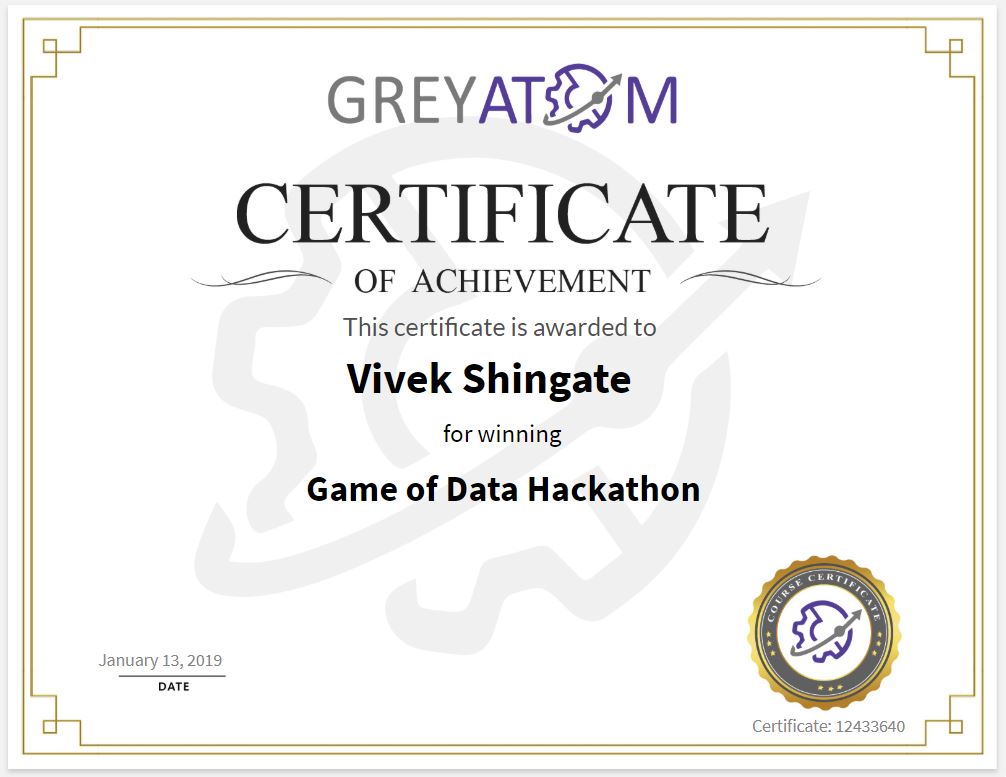 GREYATOM
CERTIFICATE
OF ACHIEVEMENT
This certificate is awarded to
Vivek Shingate
for winning
Game of Data Hackathon
COURSE CERTIFICATE
January 13, 2019
DATE
Certificate: 12433640